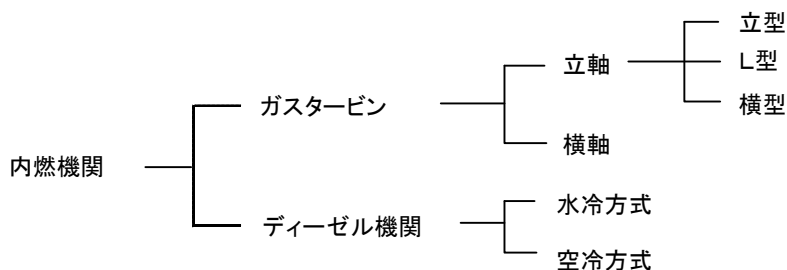 内燃機関
ガスタービン
立軸
立型
L型
横型
横軸
ディーゼル機関
水冷方式
空冷方式